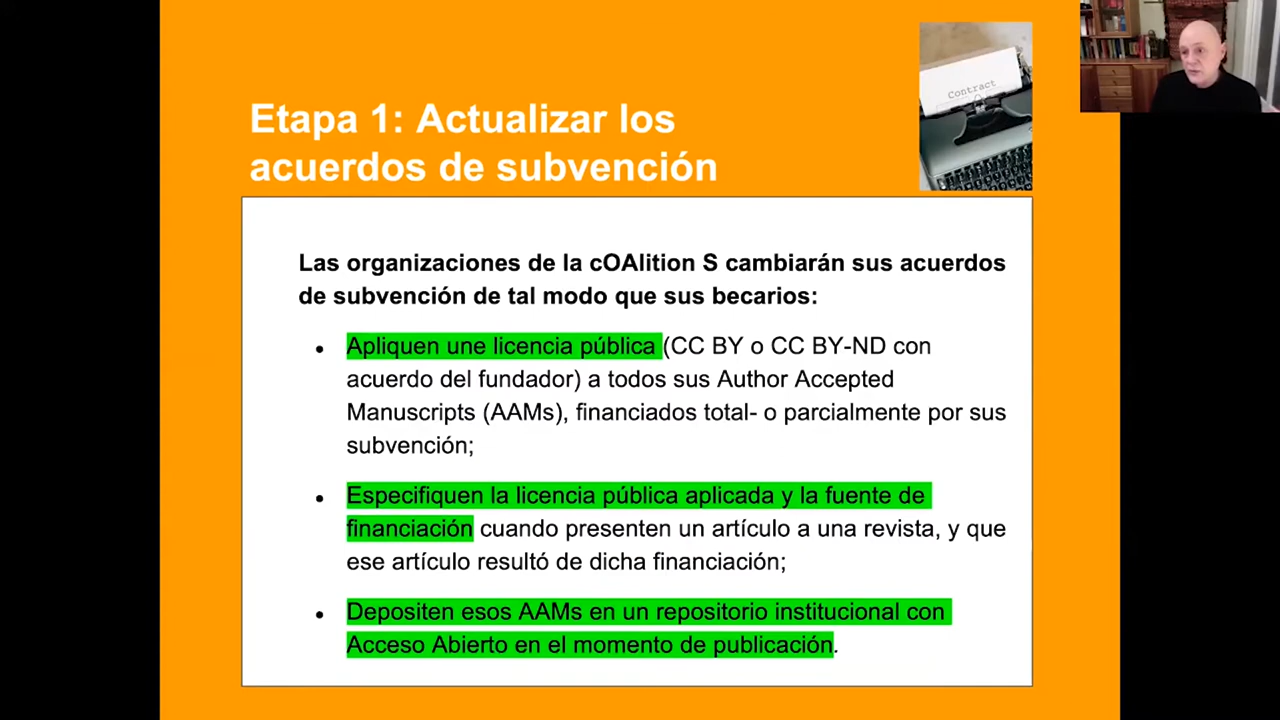 Contract
Etapa 1: Actualizar los
acuerdos de subvención
Las organizaciones de la cOAlition S cambiarán sus acuerdos
de subvención de tal modo que sus becarios:
• Apliquen une licencia pública (CC BY o CC BY-ND con
acuerdo del fundador) a todos sus Author Accepted
Manuscripts (AAMs), financiados total- o parcialmente por sus
subvención;
• Especifiquen la licencia pública aplicada y la fuente de
financiación cuando presenten un artículo a una revista, y que
ese artículo resultó de dicha financiación;
• Depositen esos AAMs en un repositorio institucional con
Acceso Abierto en el momento de publicación.